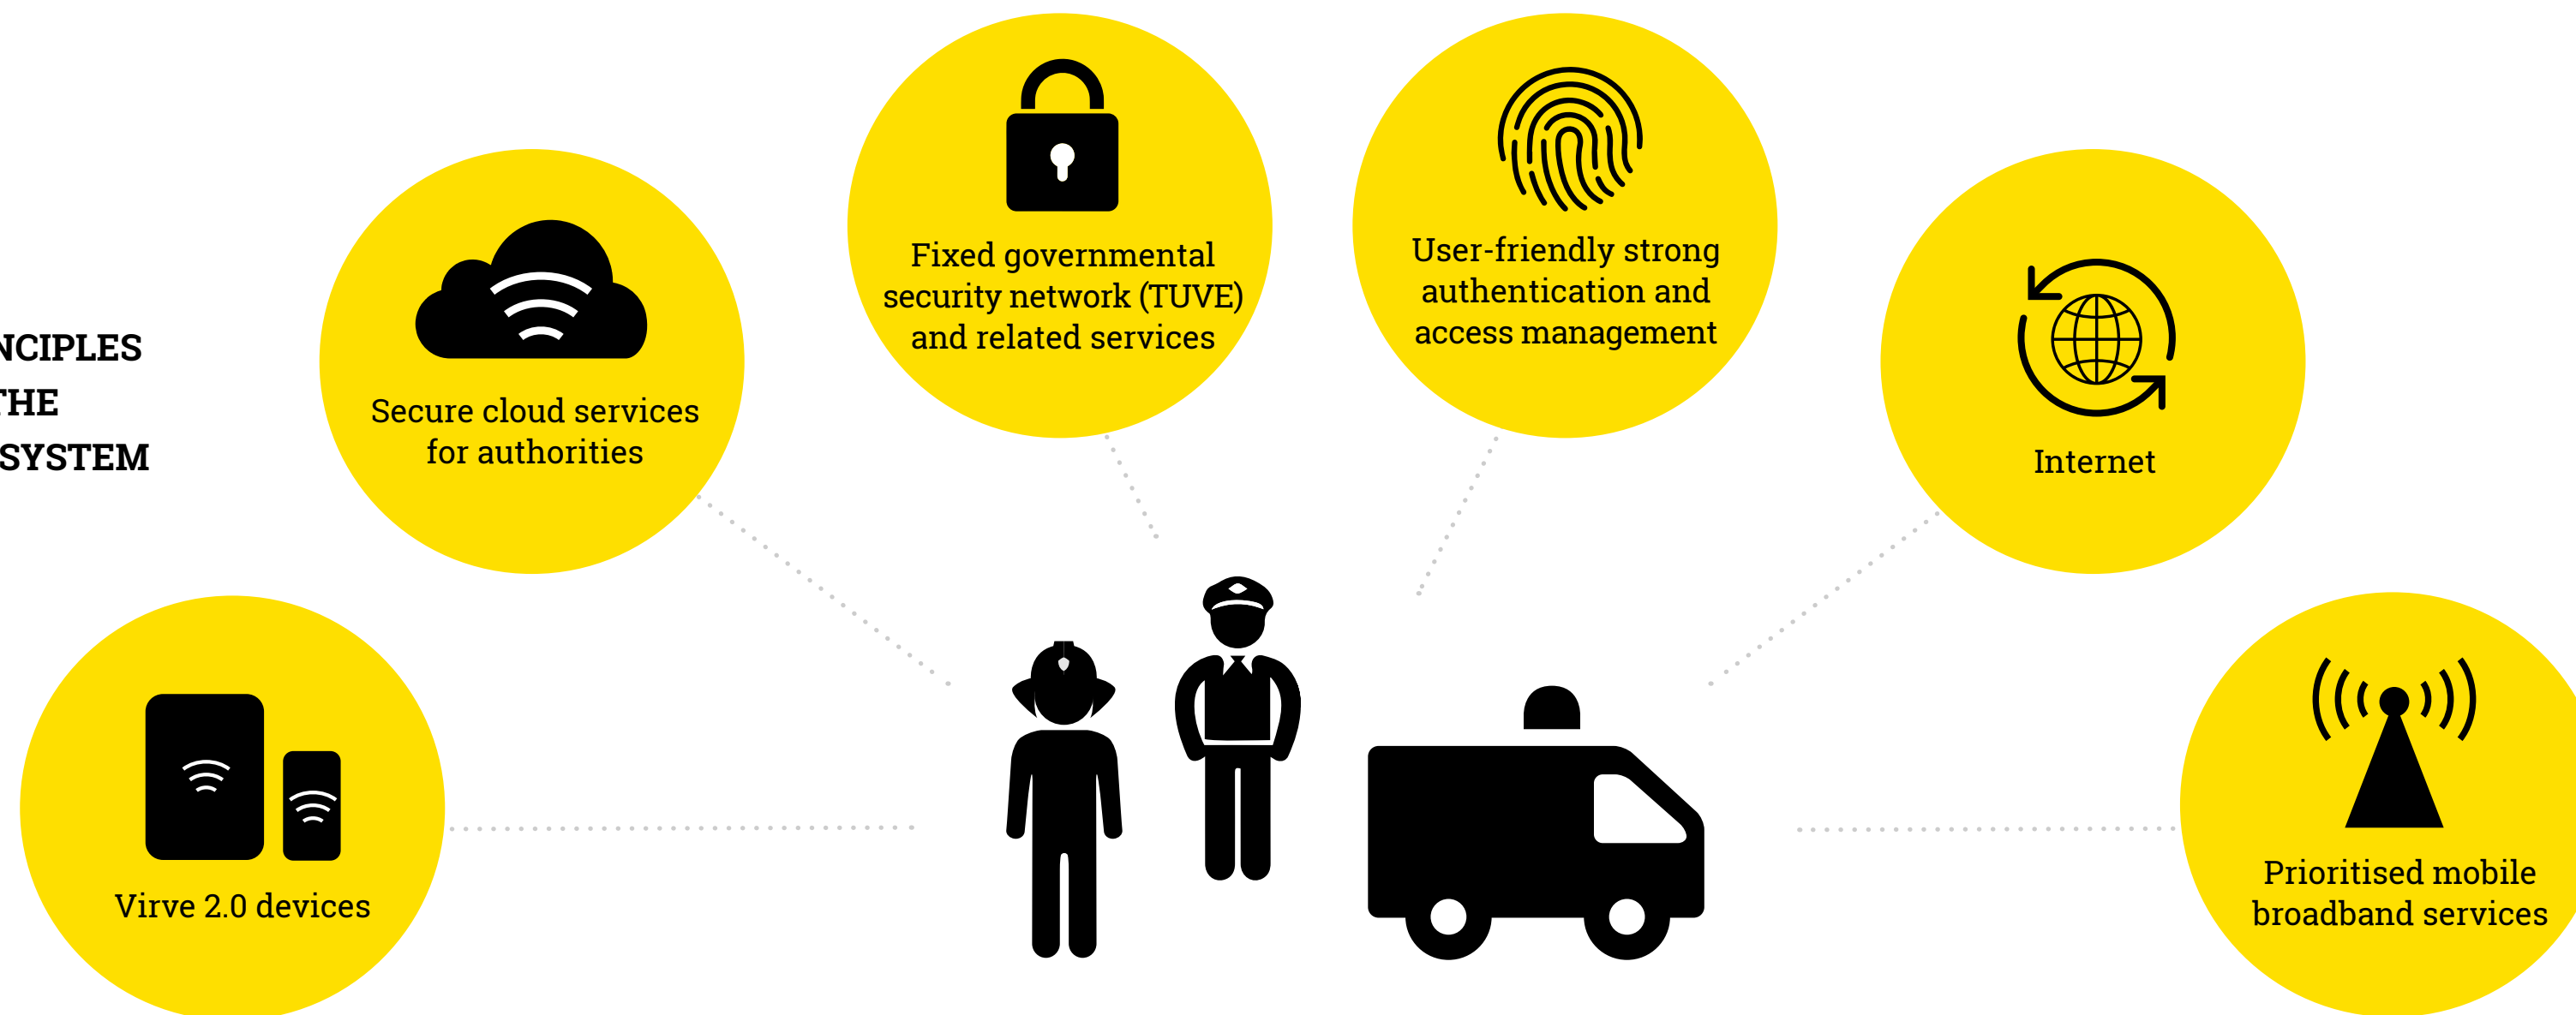 NCIPLES
THE
SYSTEM
Secure cloud services
for authorities
Fixed governmental
security network (TUVE)
and related services
User-friendly strong
authentication and
access management
Internet
Virve 2.0 devices
Prioritised mobile
broadband services